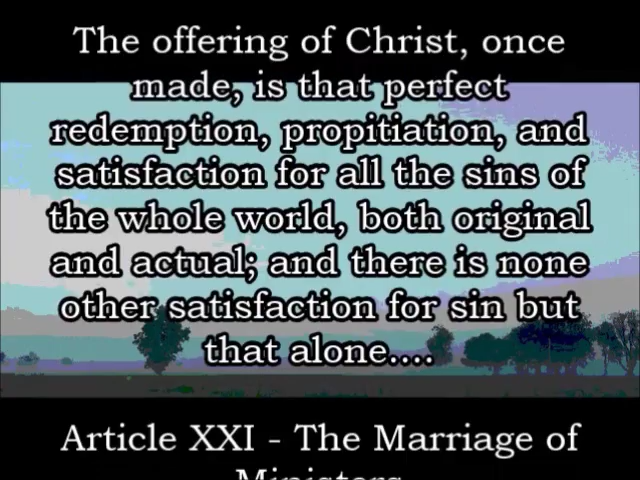 The offering of Christ, once
made, is that perfect
redemption, propitiation, and
satisfaction for all the sins of
the whole world, both original
and actual; and there is none
other satisfaction for sin but
that alone....
Article XXI - The Marriage of
Ministers